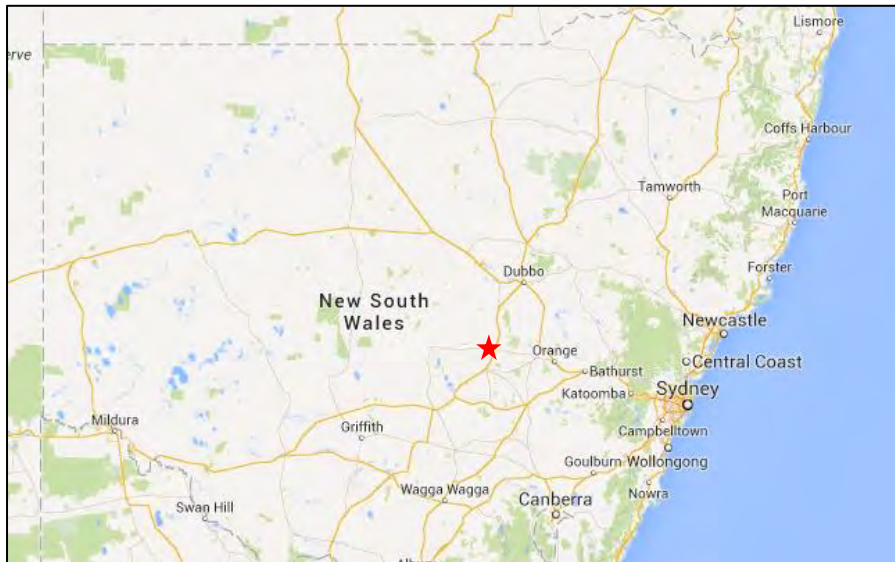 Lismore
erve
Coffs Harbour
Tamworth
Port
Macquarie
Dubbo
Forster
New South
Wales
Newcastle
Orange
Central Coast
Bathurst
Katoomba
Sydney
Mildura
Griffith
Campbelltown
Goulburn
Wollongong
Wagga Wagga
Nowra
Swan Hill
Canberra